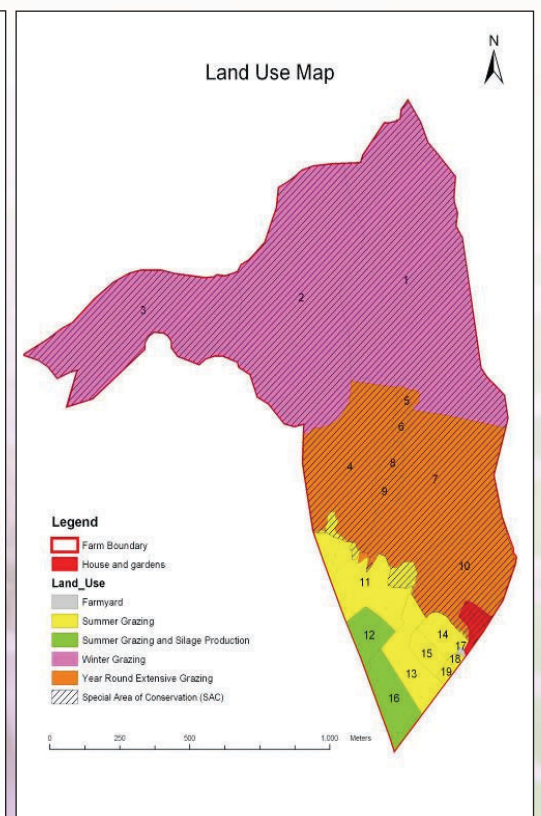 Land Use Map
N
1
2
3
5
6
4
8
7
9
10
11
12
14
17
15
18
13
19
16
Legend
Farm Boundary
House and gardens
Land_Use
Farmyard
Summer Grazing
Summer Grazing and Silage Production
Winter Grazing
Year Round Extensive Grazing
Special Area of Conservation (SAC)
0 250 500 1,000 Meters